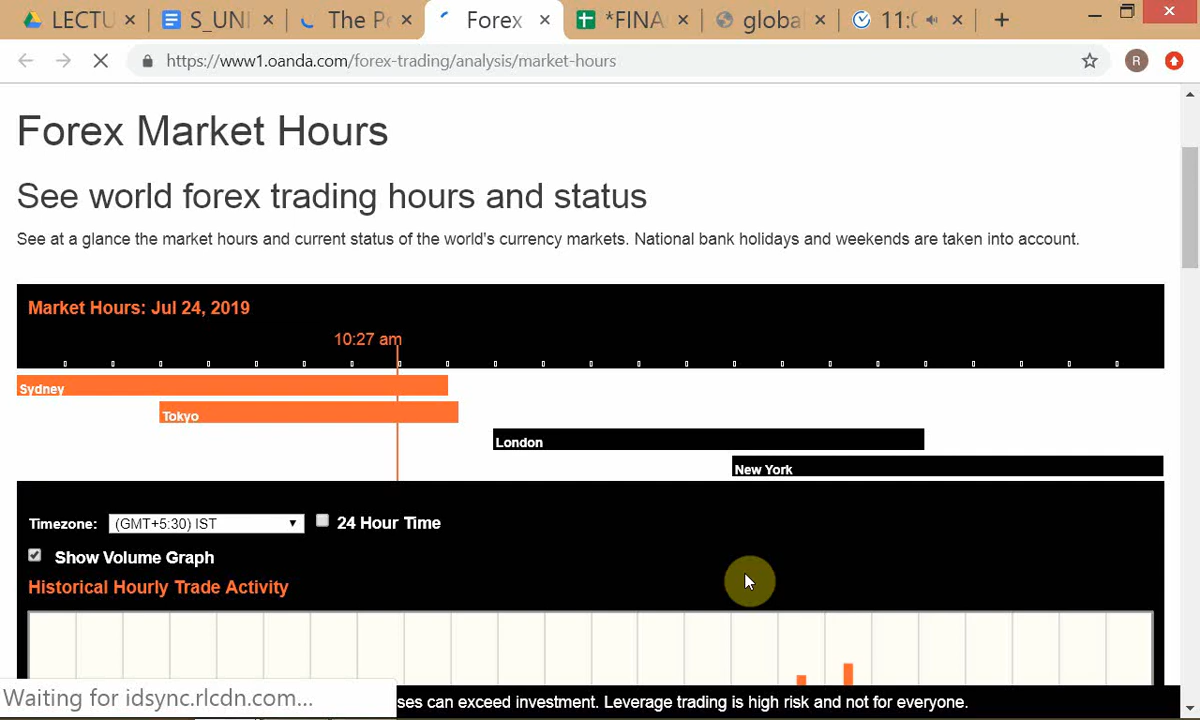 LECTU
S_UNI
The Po
Forex
*FINA
globa
11:0
https://www1.oanda.com/forex-trading/analysis/market-hours
R
Forex Market Hours
See world forex trading hours and status
See at a glance the market hours and current status of the world's currency markets. National bank holidays and weekends are taken into account.
Market Hours: Jul 24, 2019
10:27 am
Sydney
Tokyo
London
New York
Timezone: (GMT+5:30) IST 24 Hour Time
Show Volume Graph
Historical Hourly Trade Activity
Waiting for idsync.rlcdn.com...
ses can exceed investment. Leverage trading is high risk and not for everyone.